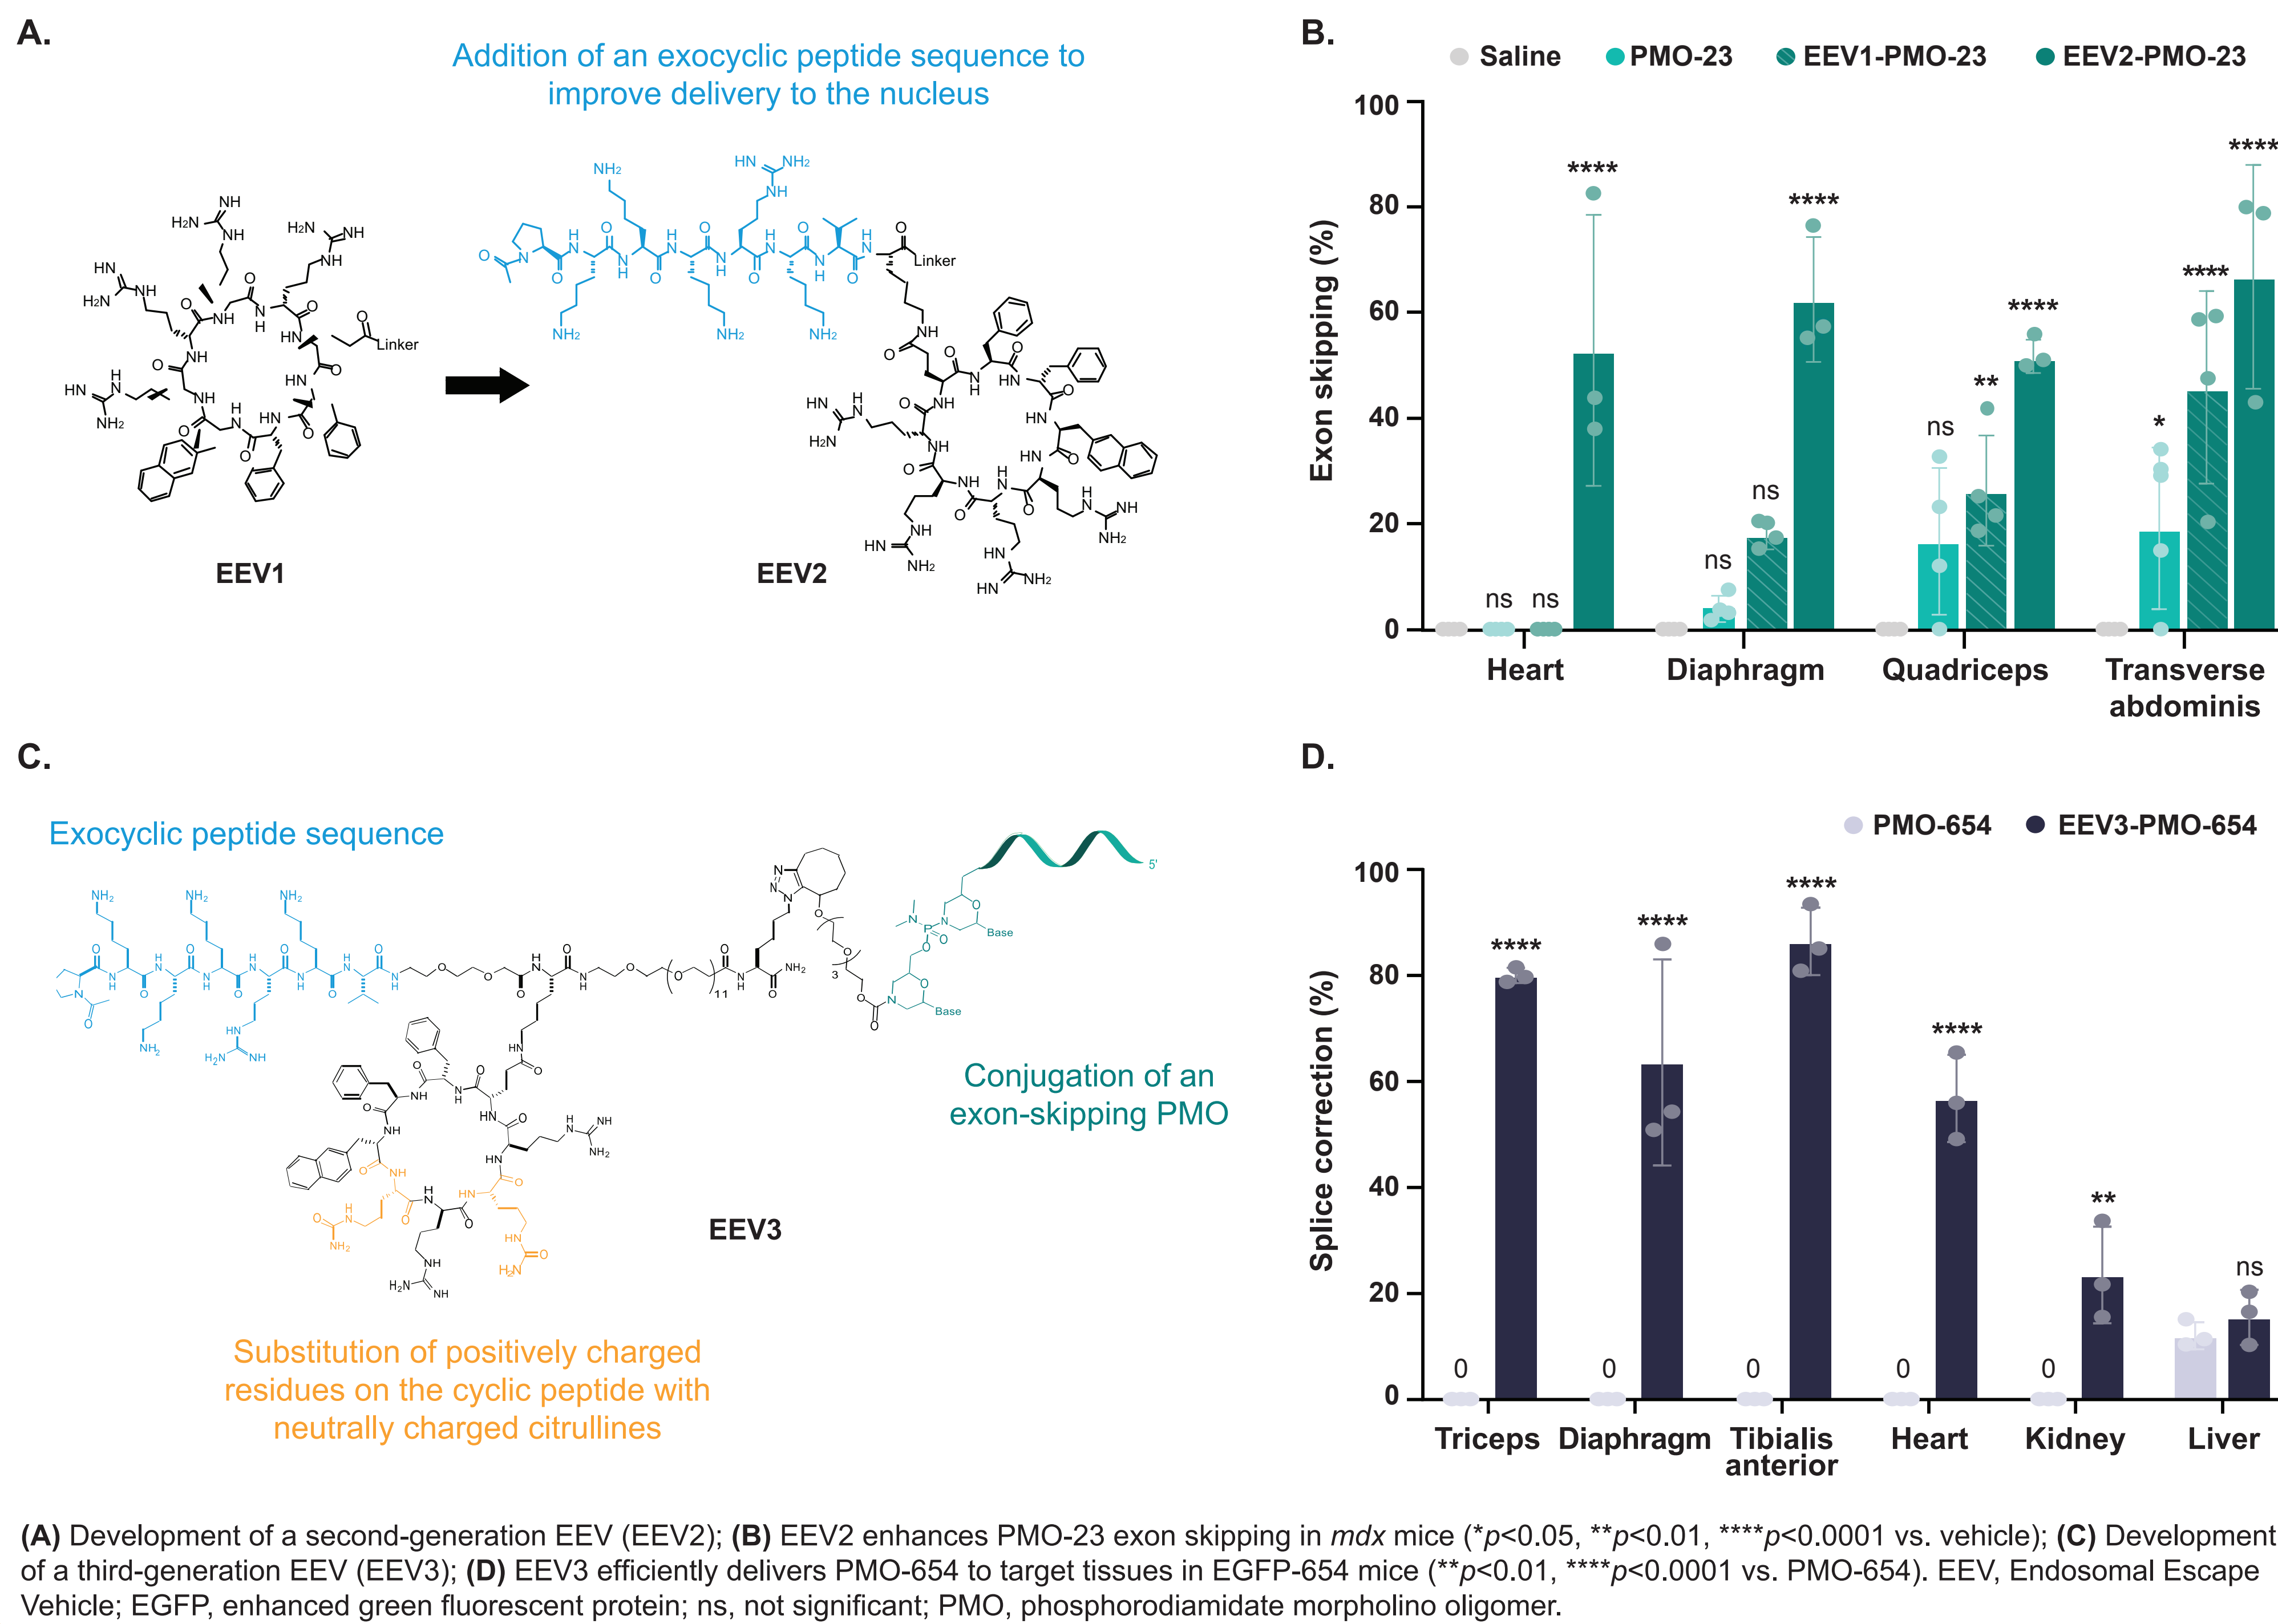 A.
Addition of an exocyclic peptide sequence to
improve delivery to the nucleus
Linker
Linker
EEV1
EEV2
B.
Saline PMO-23 EEV1-PMO-23 EEV2-PMO-23
Exon skipping (%)
100
80
60
40
20
0
ns ns ****
ns ns ****
ns ** ****
* **** ****
Heart Diaphragm Quadriceps Transverse
abdominis
C.
Exocyclic peptide sequence
5'
Base
Base
11
3
Conjugation of an
exon-skipping PMO
EEV3
Substitution of positively charged
residues on the cyclic peptide with
neutrally charged citrullines
D.
PMO-654 EEV3-PMO-654
Splice correction (%)
100
80
60
40
20
0
0 ****
0 ****
0 ****
0 ****
0 **
ns
Triceps Diaphragm Tibialis Heart Kidney Liver
anterior
(A) Development of a second-generation EEV (EEV2); (B) EEV2 enhances PMO-23 exon skipping in mdx mice (*p<0.05, **p<0.01, ****p<0.0001 vs. vehicle); (C) Development
of a third-generation EEV (EEV3); (D) EEV3 efficiently delivers PMO-654 to target tissues in EGFP-654 mice (**p<0.01, ****p<0.0001 vs. PMO-654). EEV, Endosomal Escape
Vehicle; EGFP, enhanced green fluorescent protein; ns, not significant; PMO, phosphorodiamidate morpholino oligomer.